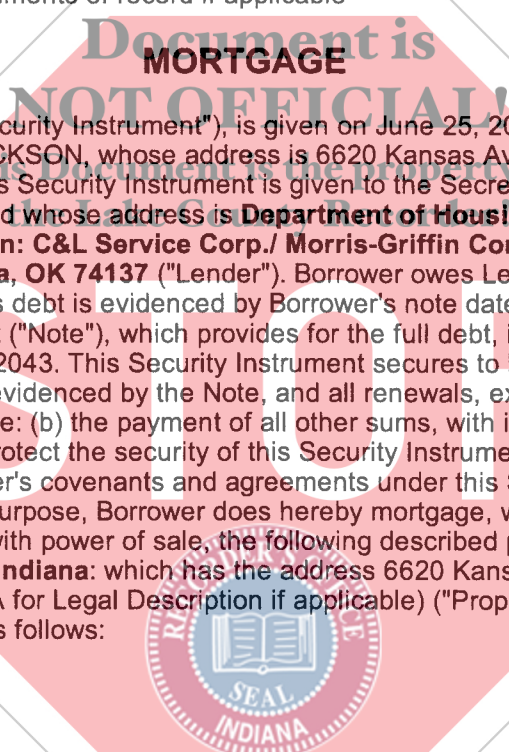 ments of record if applicable
Document is
MORTGAGE
NOT OFFICIAL!
curity Instrument"), is given on June 25, 20
CKSON, whose address is 6620 Kansas Av
is Document is the property
s Security Instrument is given to the Secre
the Lake County Recorder
d whose address is Department of Housi
n: C&L Service Corp./ Morris-Griffin Cor
a, OK 74137 ("Lender"). Borrower owes Le
s debt is evidenced by Borrower's note date
t ("Note"), which provides for the full debt, i
2043. This Security Instrument secures to
evidenced by the Note, and all renewals, ex
e: (b) the payment of all other sums, with i
rotect the security of this Security Instrume
er's covenants and agreements under this S
urpose, Borrower does hereby mortgage, w
with power of sale, the following described p
Indiana: which has the address 6620 Kans
A for Legal Description if applicable) ("Prop
s follows:
STOP
RECORDER'S OFFICE
SEAL
INDIANA